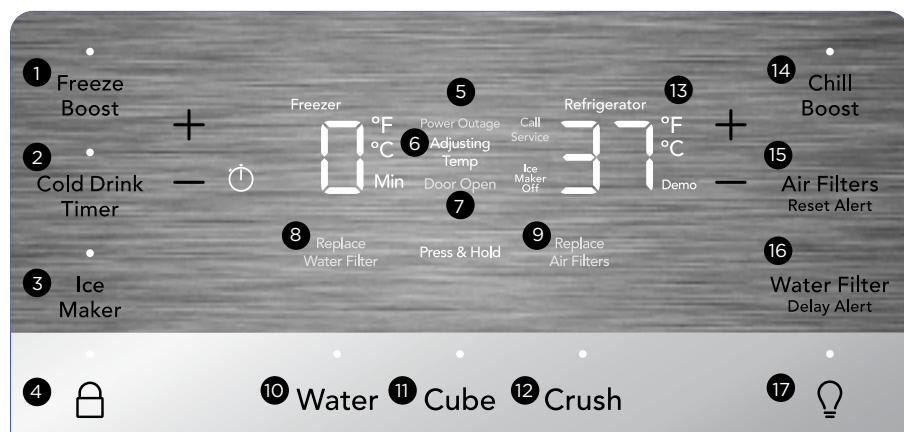 1
Freeze
Boost
2
Cold Drink
Timer
3
Ice
Maker
4
Freezer
0
°F
°C
Min
5
Power Outage
6
Adjusting
Temp
Door Open
7
Call
Service
Ice
Maker
Off
Refrigerator
13
37
°F
°C
Demo
8
Replace
Water Filter
Press & Hold
9
Replace
Air Filters
14
Chill
Boost
15
Air Filters
Reset Alert
16
Water Filter
Delay Alert
10 Water
11 Cube
12 Crush
17